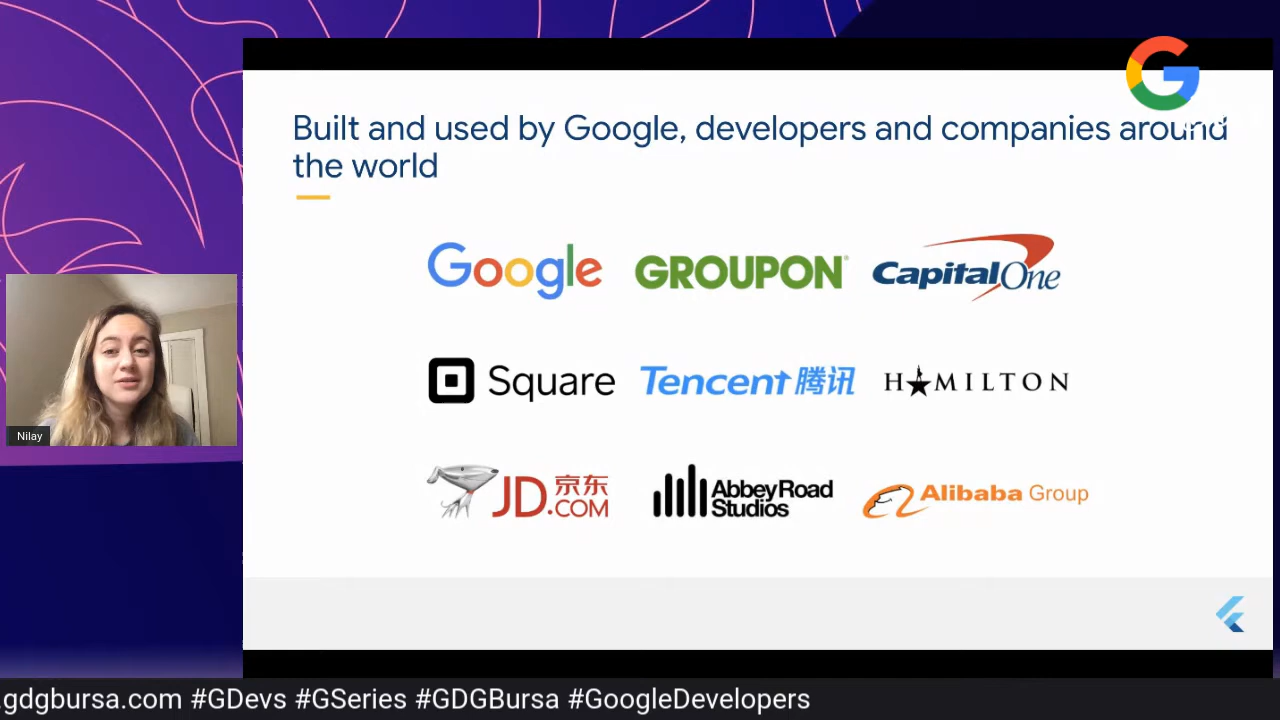 Built and used by Google, developers and companies around
the world
Google GROUPON® CapitalOne
Square Tencent 腾讯 HAMILTON
JD.COM 京东 Abbey Road Studios Alibaba Group
Nilay
.gdgbursa.com #GDevs #GSeries #GDGBursa #GoogleDevelopers